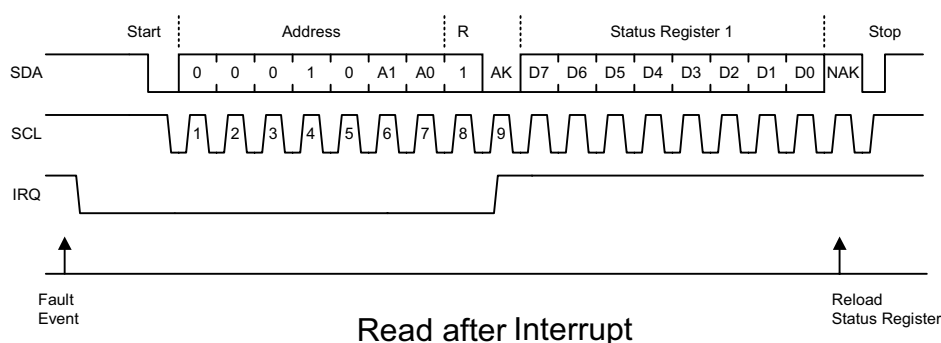 Start Address R Status Register 1 Stop
SDA 0 0 0 1 0 A1 A0 1 AK D7 D6 D5 D4 D3 D2 D1 D0 NAK
SCL 1 2 3 4 5 6 7 8 9
IRQ
Fault
Event
Reload
Status Register
Read after Interrupt